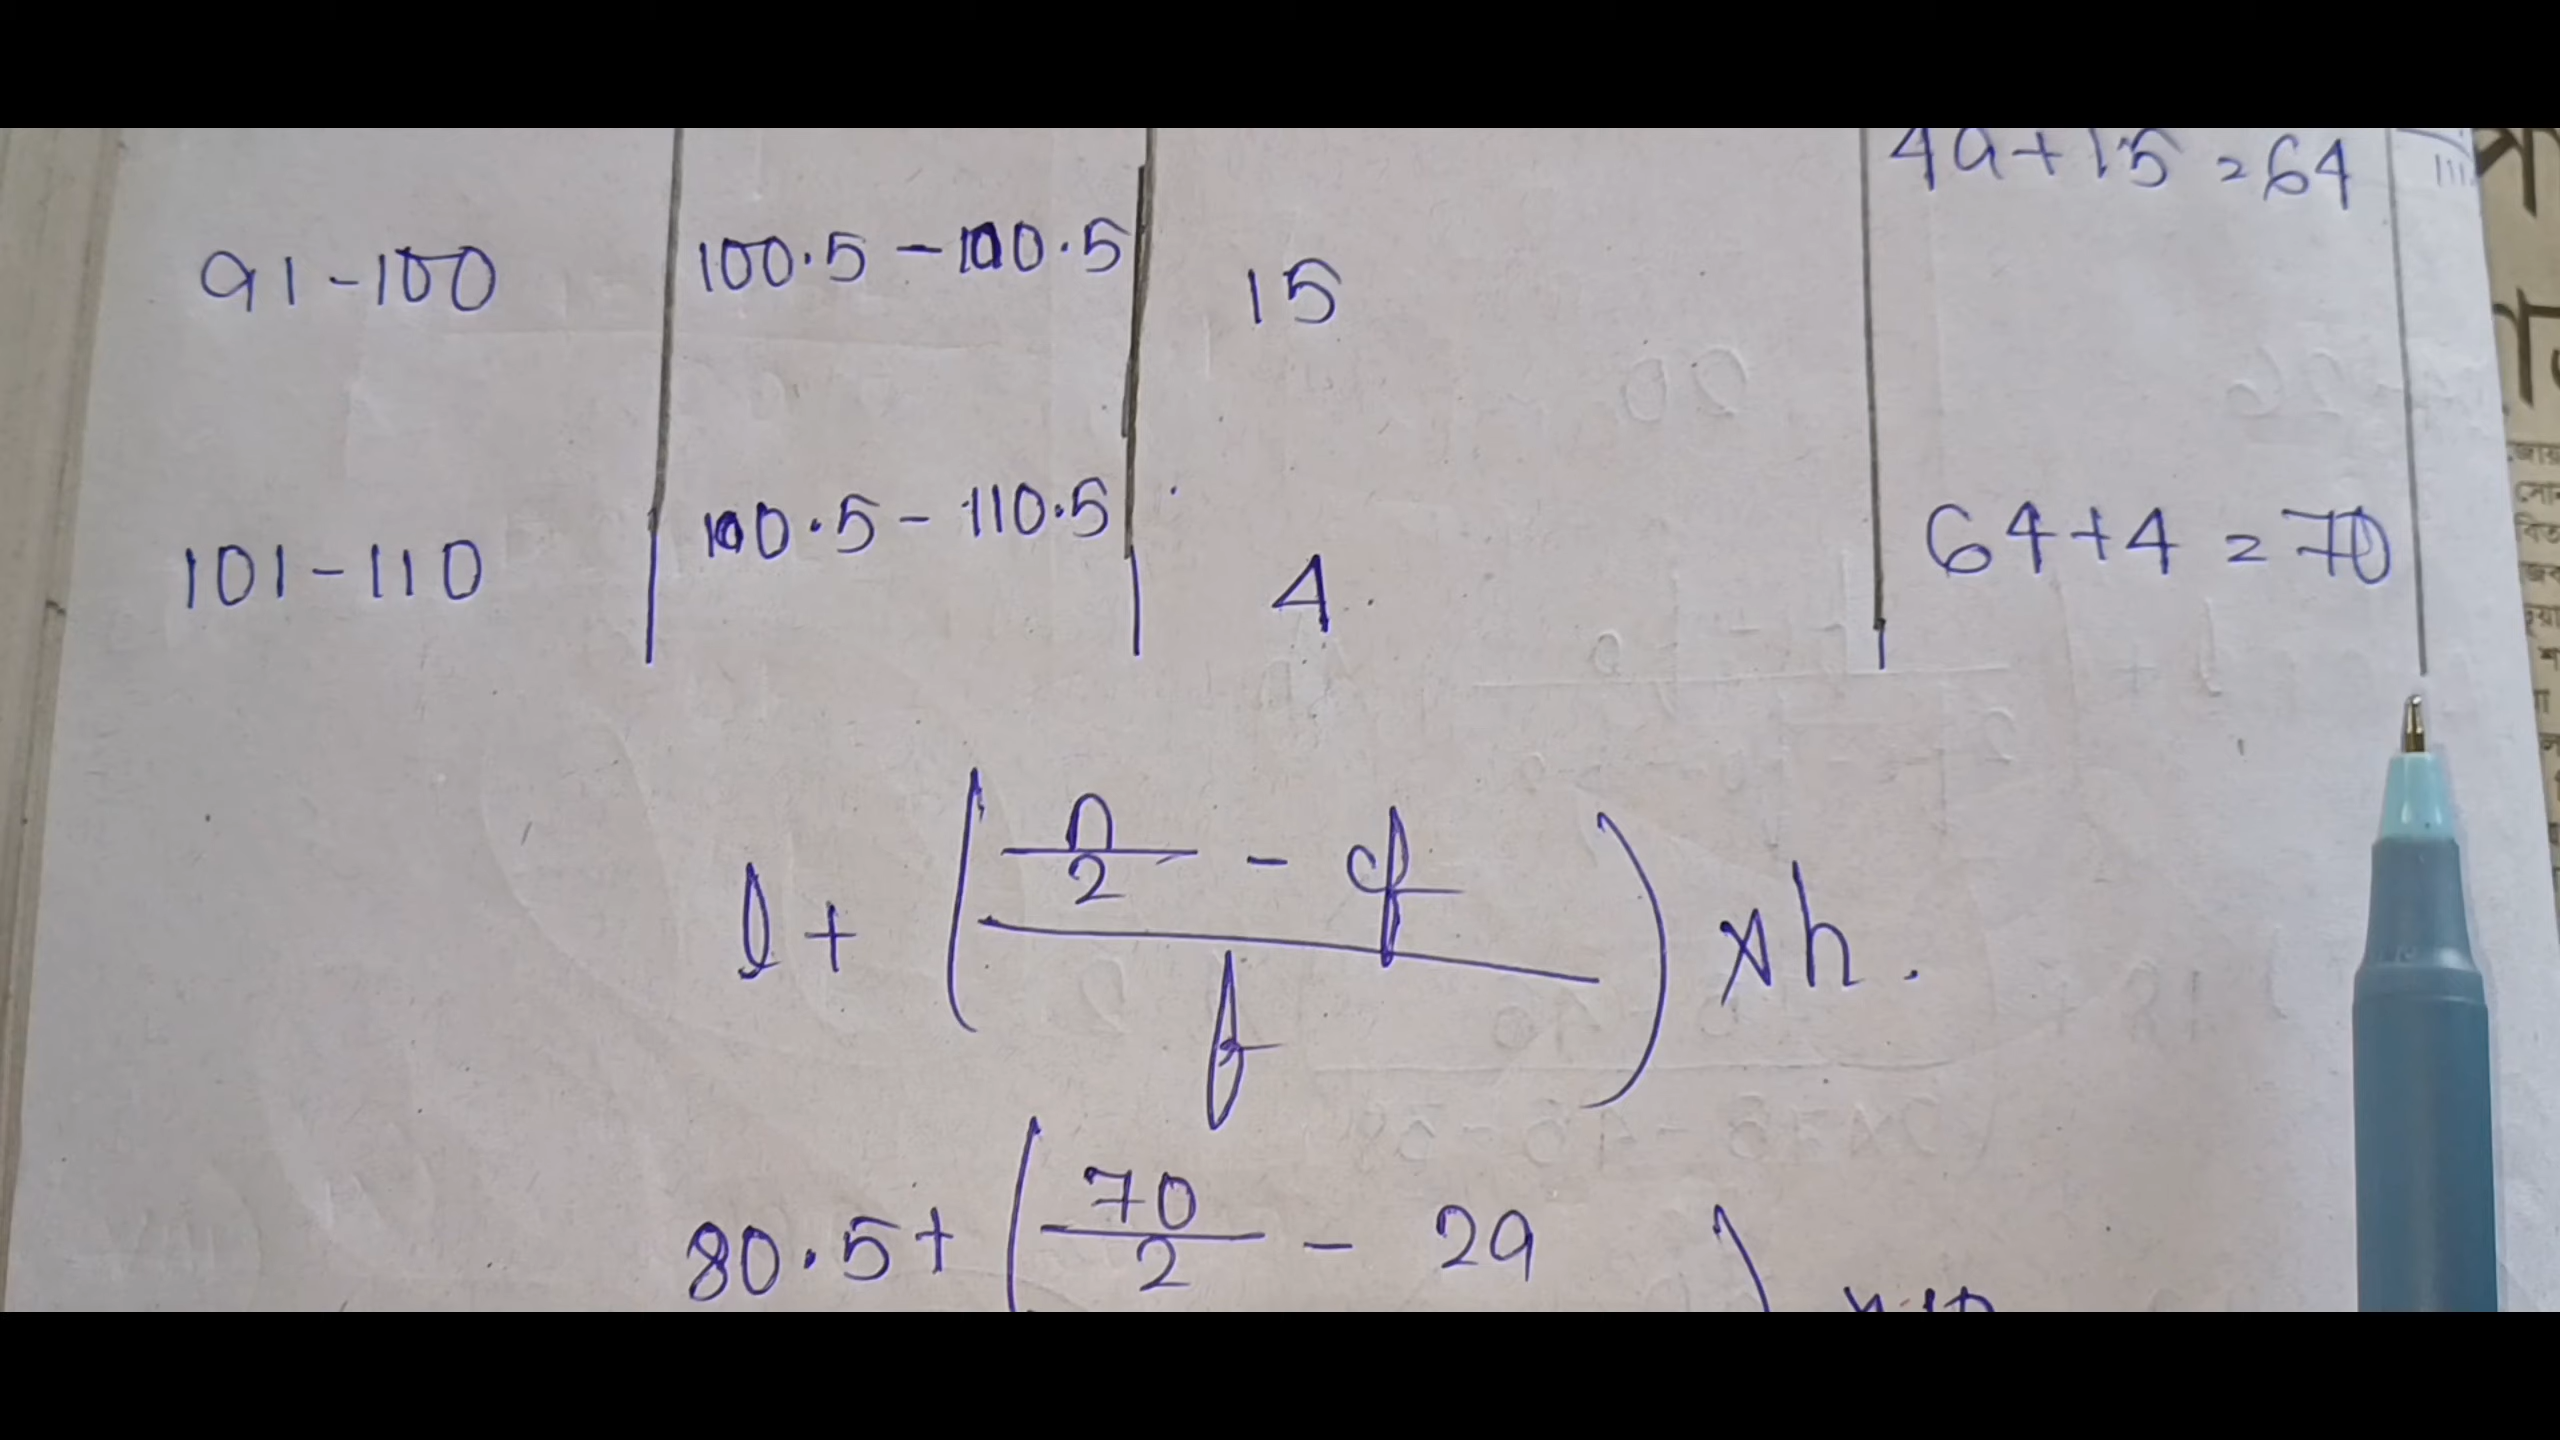 49+15=64
91-100 100.5-100.5 15
101-110 100.5-110.5 4. 64+4=70
l+(n/2 - cf / f) ×h.
80.5+(70/2 - 29)